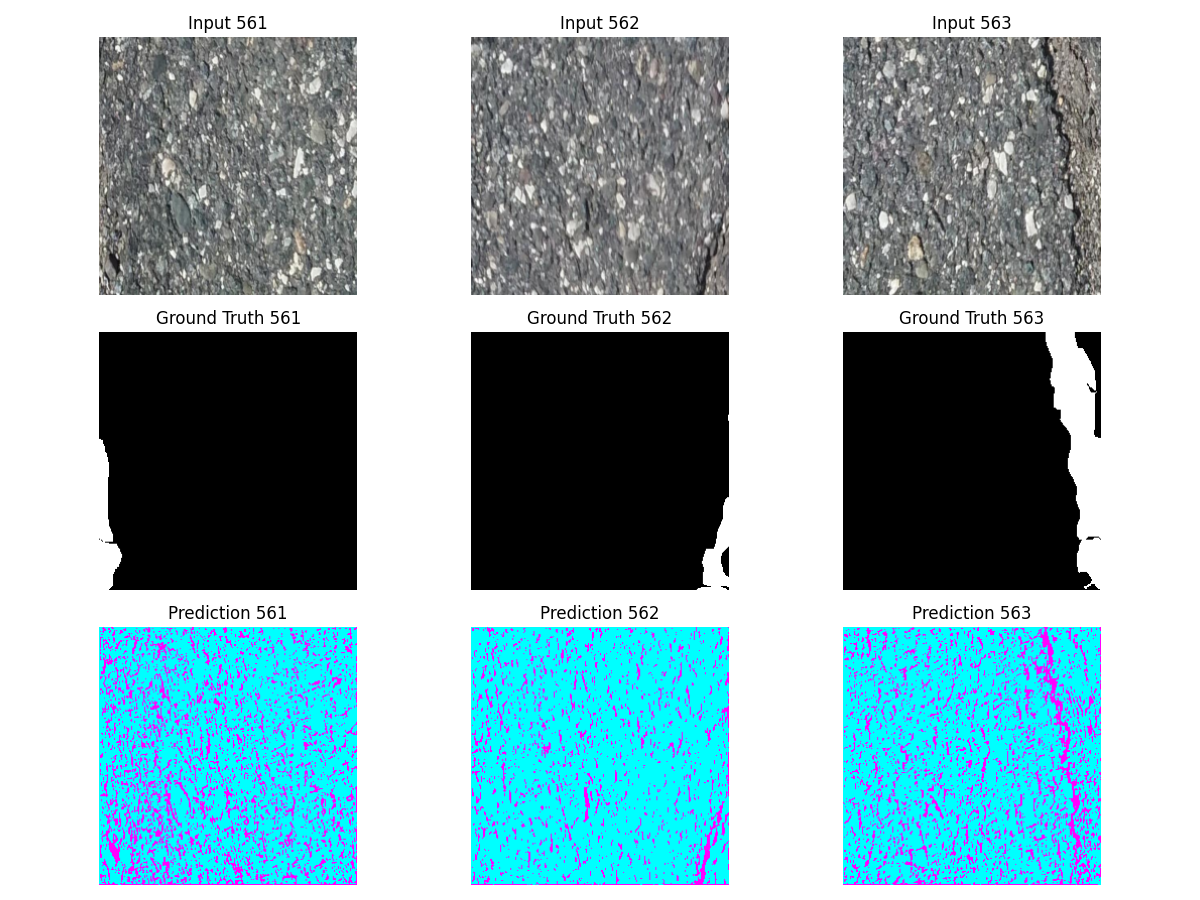 Input 561
Input 562
Input 563
Ground Truth 561
Ground Truth 562
Ground Truth 563
Prediction 561
Prediction 562
Prediction 563